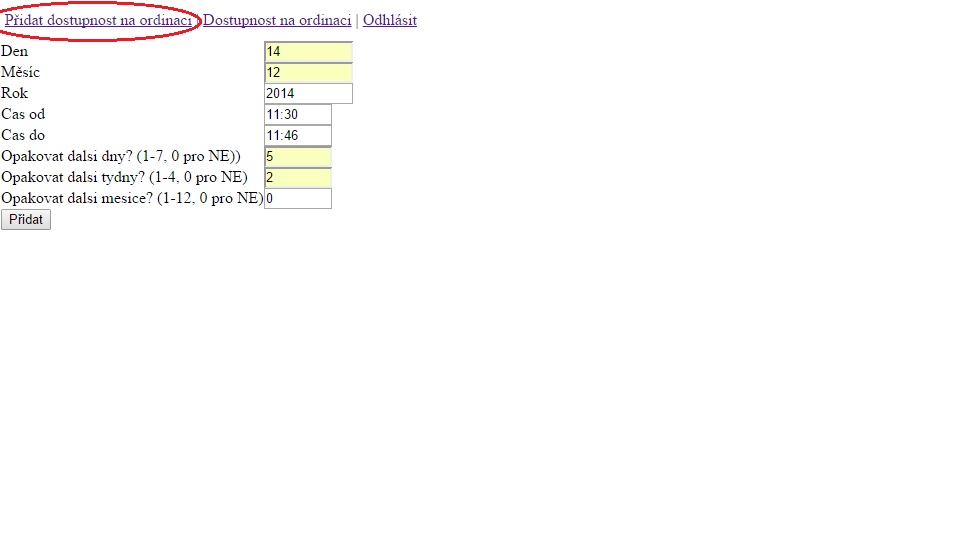 Přidat dostupnost na ordinaci | Dostupnost na ordinaci | Odhlásit
Den 14
Měsíc 12
Rok 2014
Cas od 11:30
Cas do 11:46
Opakovat dalsi dny? (1-7, 0 pro NE)) 5
Opakovat dalsi tydny? (1-4, 0 pro NE) 2
Opakovat dalsi mesice? (1-12, 0 pro NE) 0
Přidat